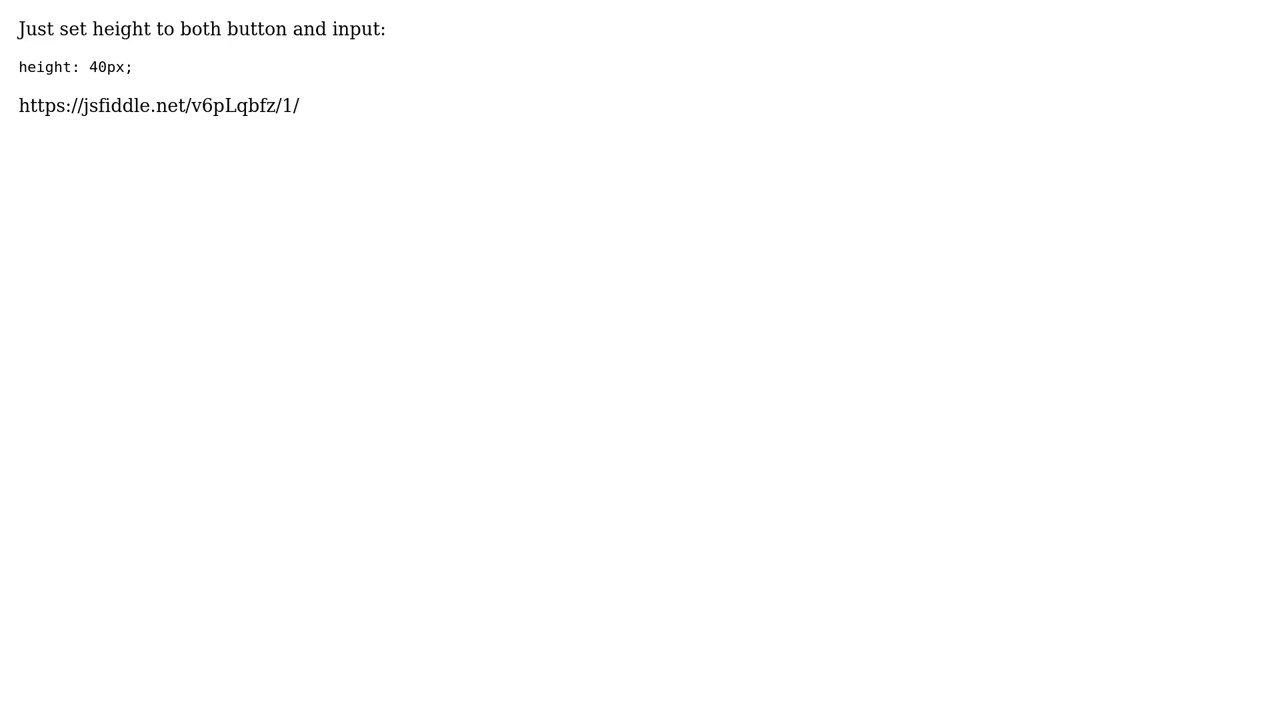 Just set height to both button and input:
height: 40px;
https://jsfiddle.net/v6pLqbfz/1/